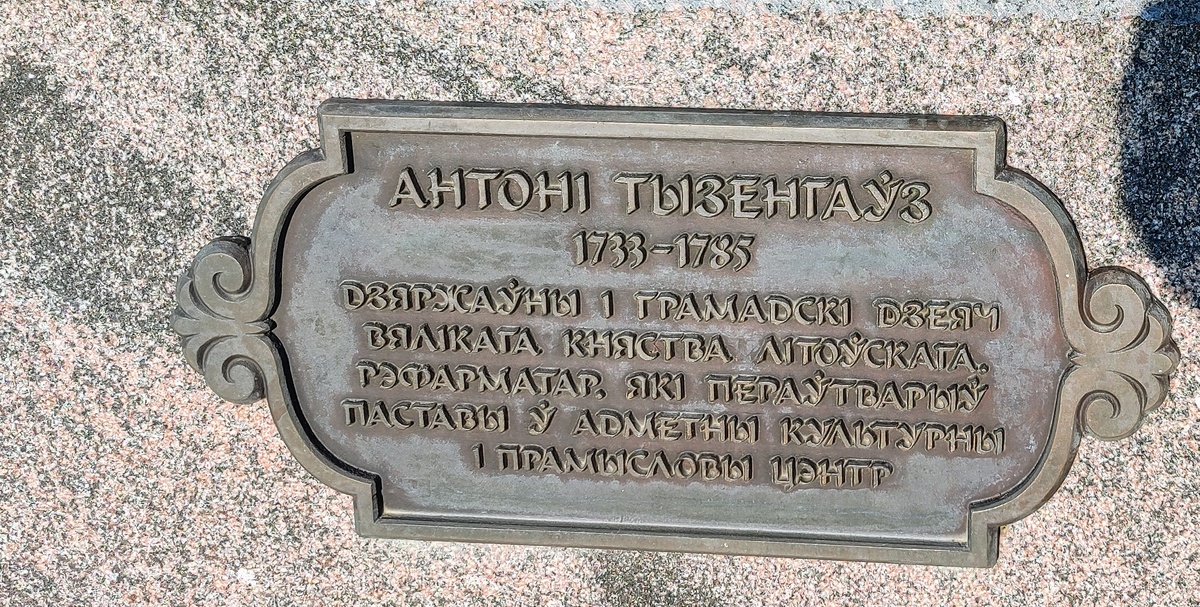 АНТОНІ ТЫЗЕНГАЎЗ
1733-1785
ДЗЯРЖАЎНЫ І ГРАМАДСКІ ДЗЕЯЧ
ВЯЛІКАГА КНЯСТВА ЛІТОЎСКАГА,
РЭФАРМАТАР, ЯКІ ПЕРАЎТВАРЫЎ
ПАСТАВЫ Ў АДМЕТНЫ КУЛЬТУРНЫ
І ПРАМЫСЛОВЫ ЦЭНТР